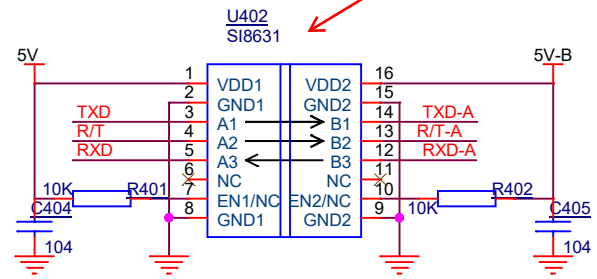 U402
SI8631
5V
5V-B
1 VDD1 VDD2 16
2 GND1 GND2 15
TXD 3 A1 B1 14 TXD-A
R/T 4 A2 B2 13 R/T-A
RXD 5 A3 B3 12 RXD-A
6 NC NC 11
10K R401 7 EN1/NC EN2/NC 10 10K R402
8 GND1 GND2 9
C404 C405
104 104